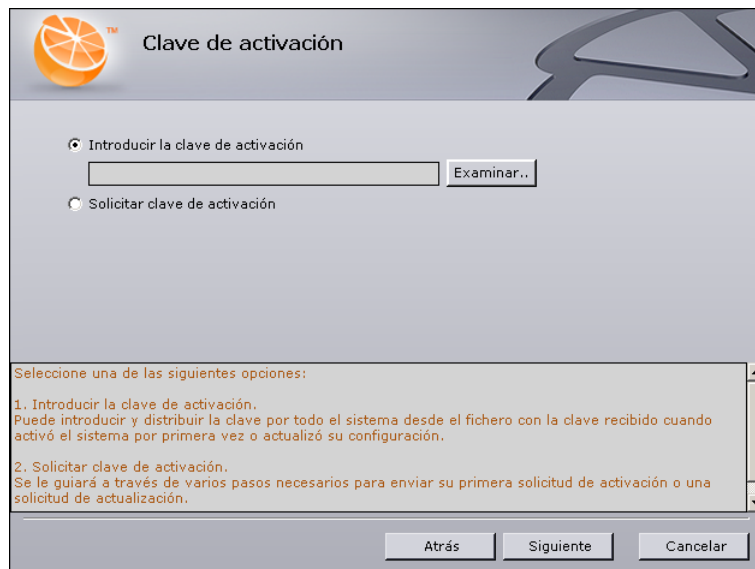 TM
Clave de activación
Introducir la clave de activación
Examinar..
Solicitar clave de activación
Seleccione una de las siguientes opciones:
1. Introducir la clave de activación.
Puede introducir y distribuir la clave por todo el sistema desde el fichero con la clave recibido cuando
activó el sistema por primera vez o actualizó su configuración.
2. Solicitar clave de activación.
Se le guiará a través de varios pasos necesarios para enviar su primera solicitud de activación o una
solicitud de actualización.
Atrás
Siguiente
Cancelar